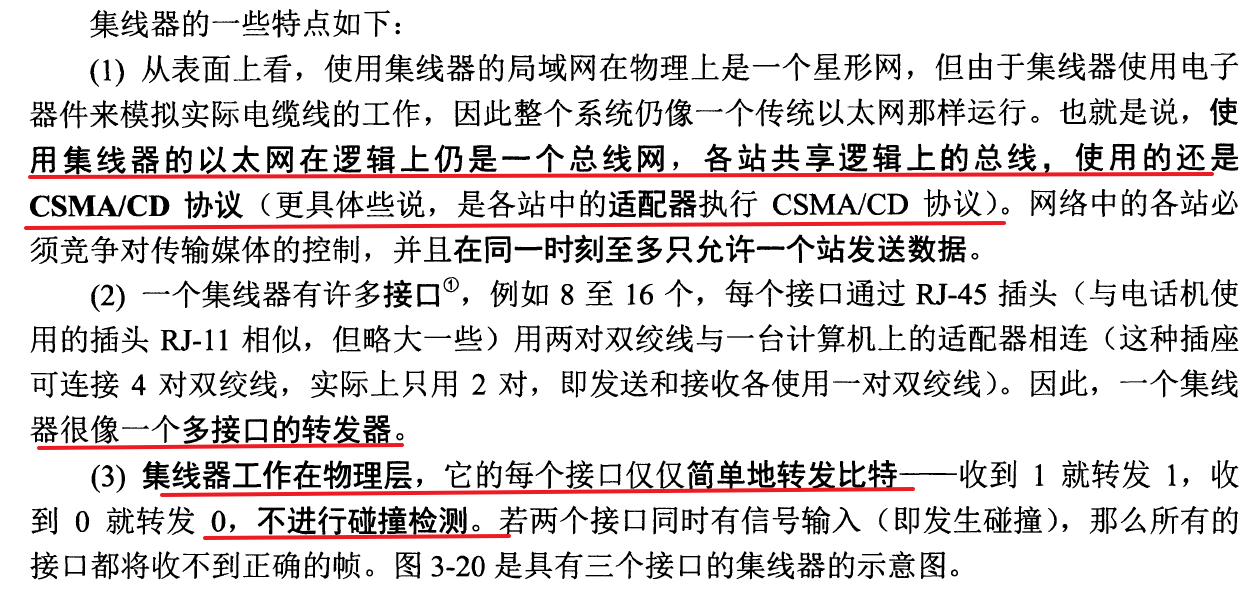 集线器的一些特点如下：
(1) 从表面上看，使用集线器的局域网在物理上是一个星形网，但由于集线器使用电子
器件来模拟实际电缆线的工作，因此整个系统仍像一个传统以太网那样运行。也就是说，使
用集线器的以太网在逻辑上仍是一个总线网，各站共享逻辑上的总线，使用的还是
CSMA/CD 协议（更具体些说，是各站中的适配器执行 CSMA/CD 协议）。网络中的各站必
须竞争对传输媒体的控制，并且在同一时刻至多只允许一个站发送数据。
(2) 一个集线器有许多接口①，例如 8 至 16 个，每个接口通过 RJ-45 插头（与电话机使
用的插头 RJ-11 相似，但略大一些）用两对双绞线与一台计算机上的适配器相连（这种插座
可连接 4 对双绞线，实际上只用 2 对，即发送和接收各使用一对双绞线）。因此，一个集线
器很像一个多接口的转发器。
(3) 集线器工作在物理层，它的每个接口仅仅简单地转发比特——收到 1 就转发 1，收
到 0 就转发 0，不进行碰撞检测。若两个接口同时有信号输入（即发生碰撞），那么所有的
接口都将收不到正确的帧。图 3-20 是具有三个接口的集线器的示意图。